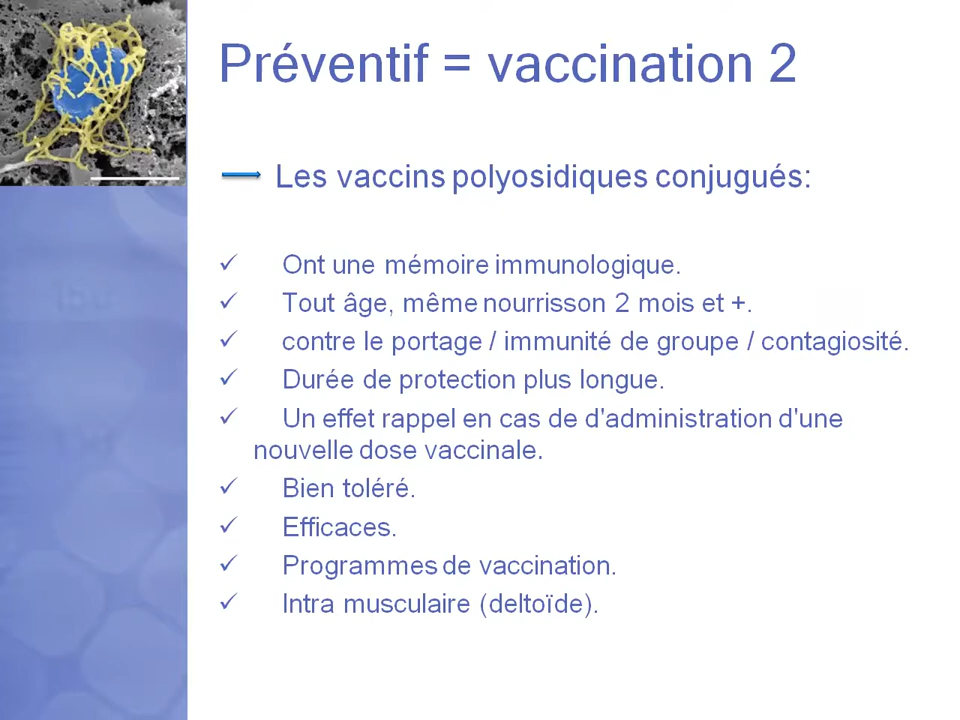 Préventif = vaccination 2
Les vaccins polyosidiques conjugués:
✓ Ont une mémoire immunologique.
✓ Tout âge, même nourrisson 2 mois et +.
✓ contre le portage / immunité de groupe / contagiosité.
✓ Durée de protection plus longue.
✓ Un effet rappel en cas de d'administration d'une
nouvelle dose vaccinale.
✓ Bien toléré.
✓ Efficaces.
✓ Programmes de vaccination.
✓ Intra musculaire (deltoïde).